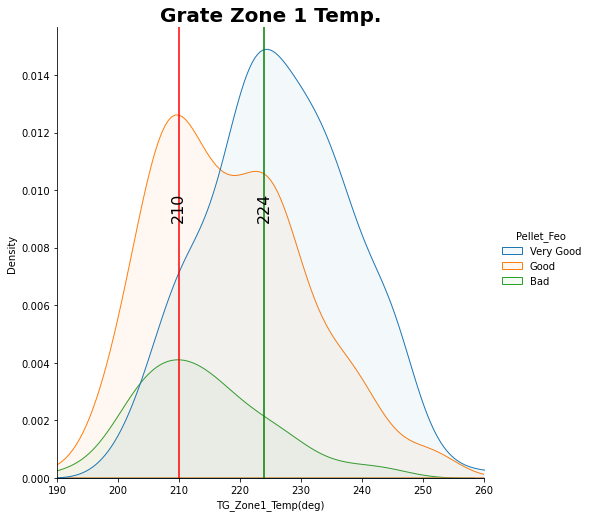 Grate Zone 1 Temp.
0.014
0.012
0.010
0.008
0.006
0.004
0.002
0.000
Density
210
224
190
200
210
220
230
240
250
260
TG_Zone1_Temp(deg)
Pellet_Feo
Very Good
Good
Bad